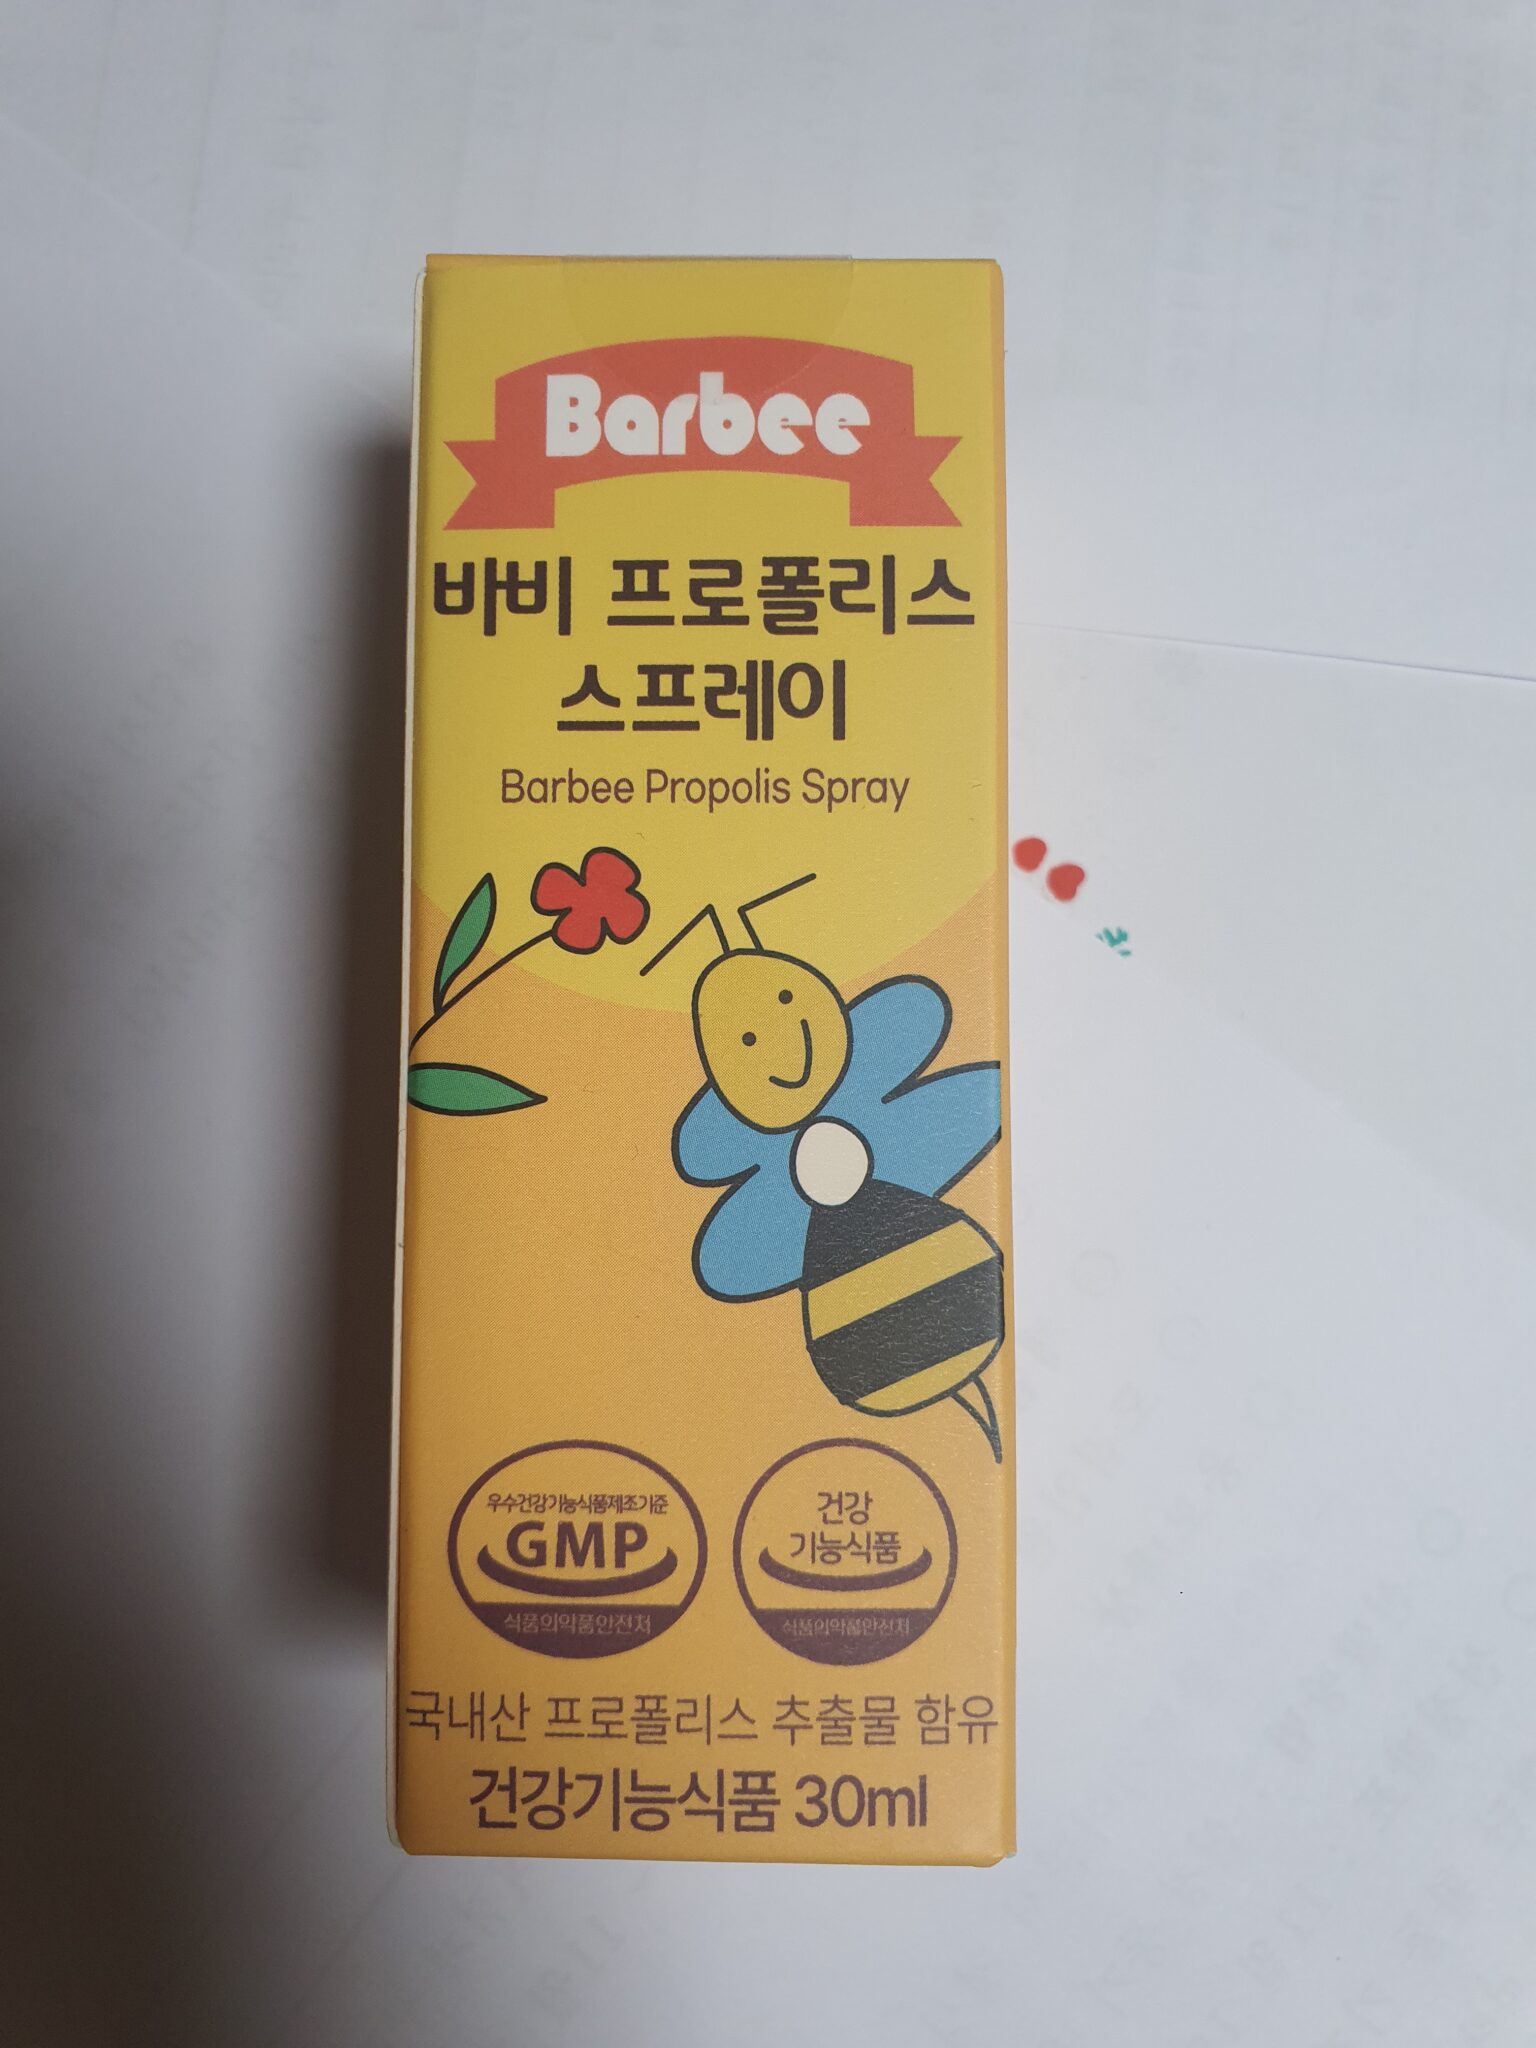 Barbee
바비 프로폴리스
스프레이
Barbee Propolis Spray
우수건강기능식품제조기준
GMP
식품의약품안전처
건강
기능식품
식품의약품안전처
국내산 프로폴리스 추출물 함유
건강기능식품 30ml